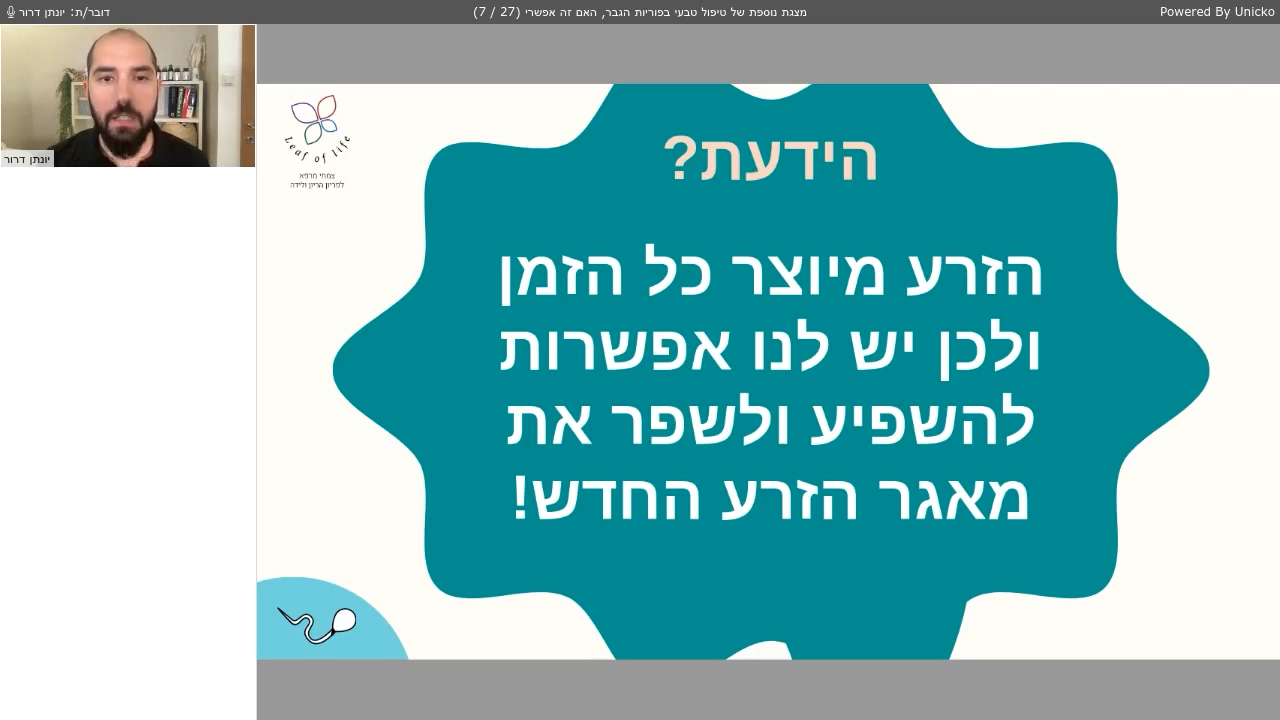 דובר/ת: יונתן דרור
מצגת נוספת של טיפול טבעי בפוריות הגבר, האם זה אפשרי (27 / 7)
Powered By Unicko
יונתן דרור
Leaf of life
צמחי מרפא
לפריון הריון ולידה
הידעת?
הזרע מיוצר כל הזמן
ולכן יש לנו אפשרות
להשפיע ולשפר את
מאגר הזרע החדש!